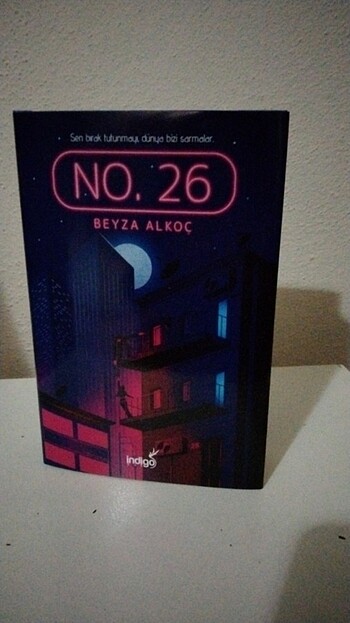 Sen bırak tutunmayı, dünya bizi sarmalar.
NO. 26
BEYZA ALKOÇ
indigo